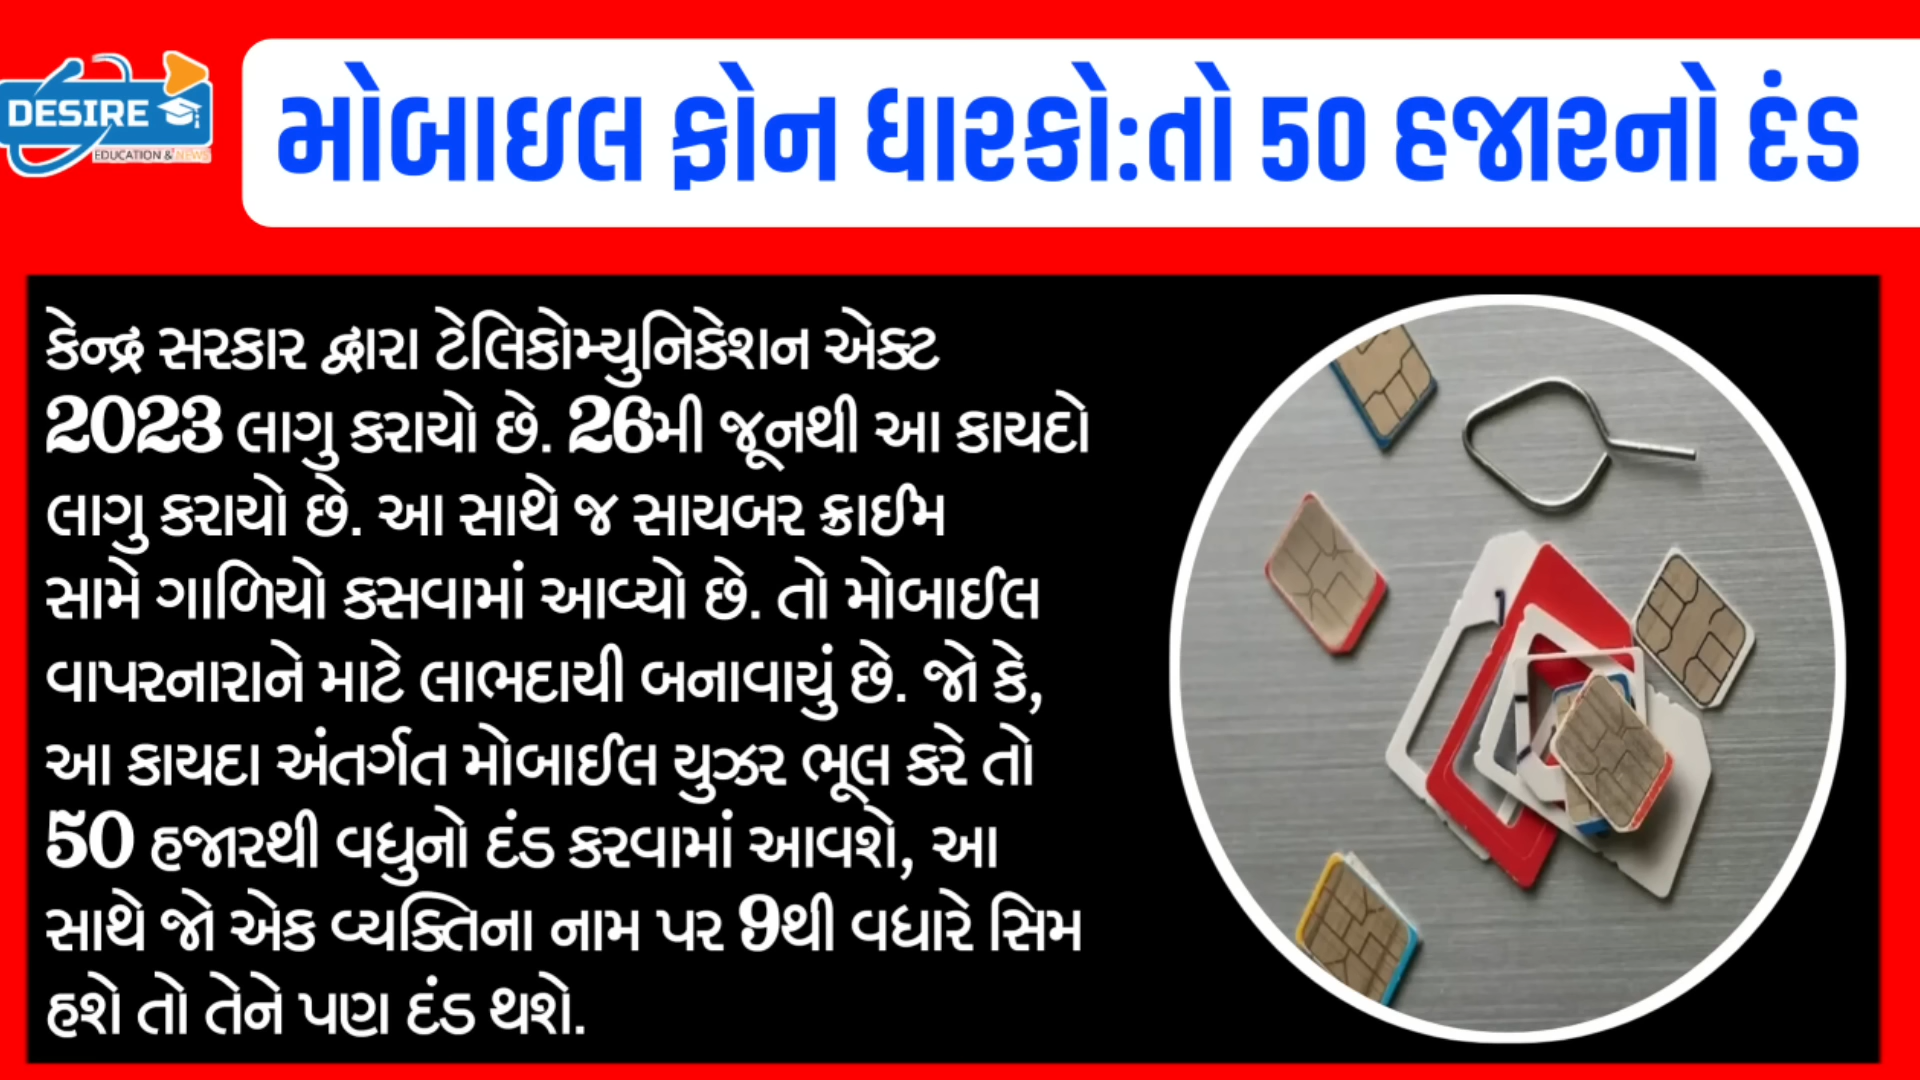 DESIRE
EDUCATION & NEWS
મોબાઇલ ફોન ધારકો:તો 50 હજારનો દંડ
કેન્દ્ર સરકાર દ્વારા ટેલિકોમ્યુનિકેશન એક્ટ
2023 લાગુ કરાયો છે. 26મી જૂનથી આ કાયદો
લાગુ કરાયો છે. આ સાથે જ સાયબર ક્રાઈમ
સામે ગાળિયો કસવામાં આવ્યો છે. તો મોબાઈલ
વાપરનારાને માટે લાભદાયી બનાવાયું છે. જો કે,
આ કાયદા અંતર્ગત મોબાઈલ યુઝર ભૂલ કરે તો
50 હજારથી વધુનો દંડ કરવામાં આવશે, આ
સાથે જો એક વ્યક્તિના નામ પર 9થી વધારે સિમ
હશે તો તેને પણ દંડ થશે.